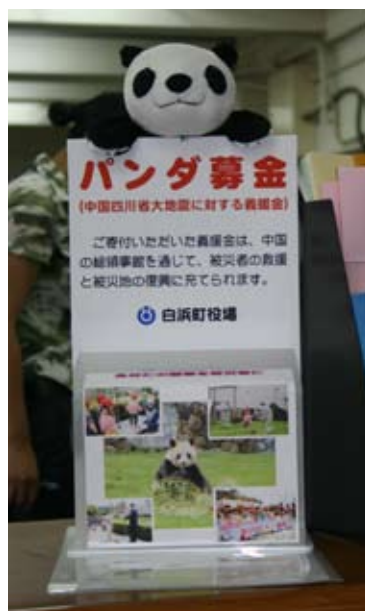 パンダ募金
(中国四川省大地震に対する義援金)
ご寄付いただいた義援金は、中国
の総領事館を通じて、被災者の救援
と被災地の復興に充てられます。
白浜町役場